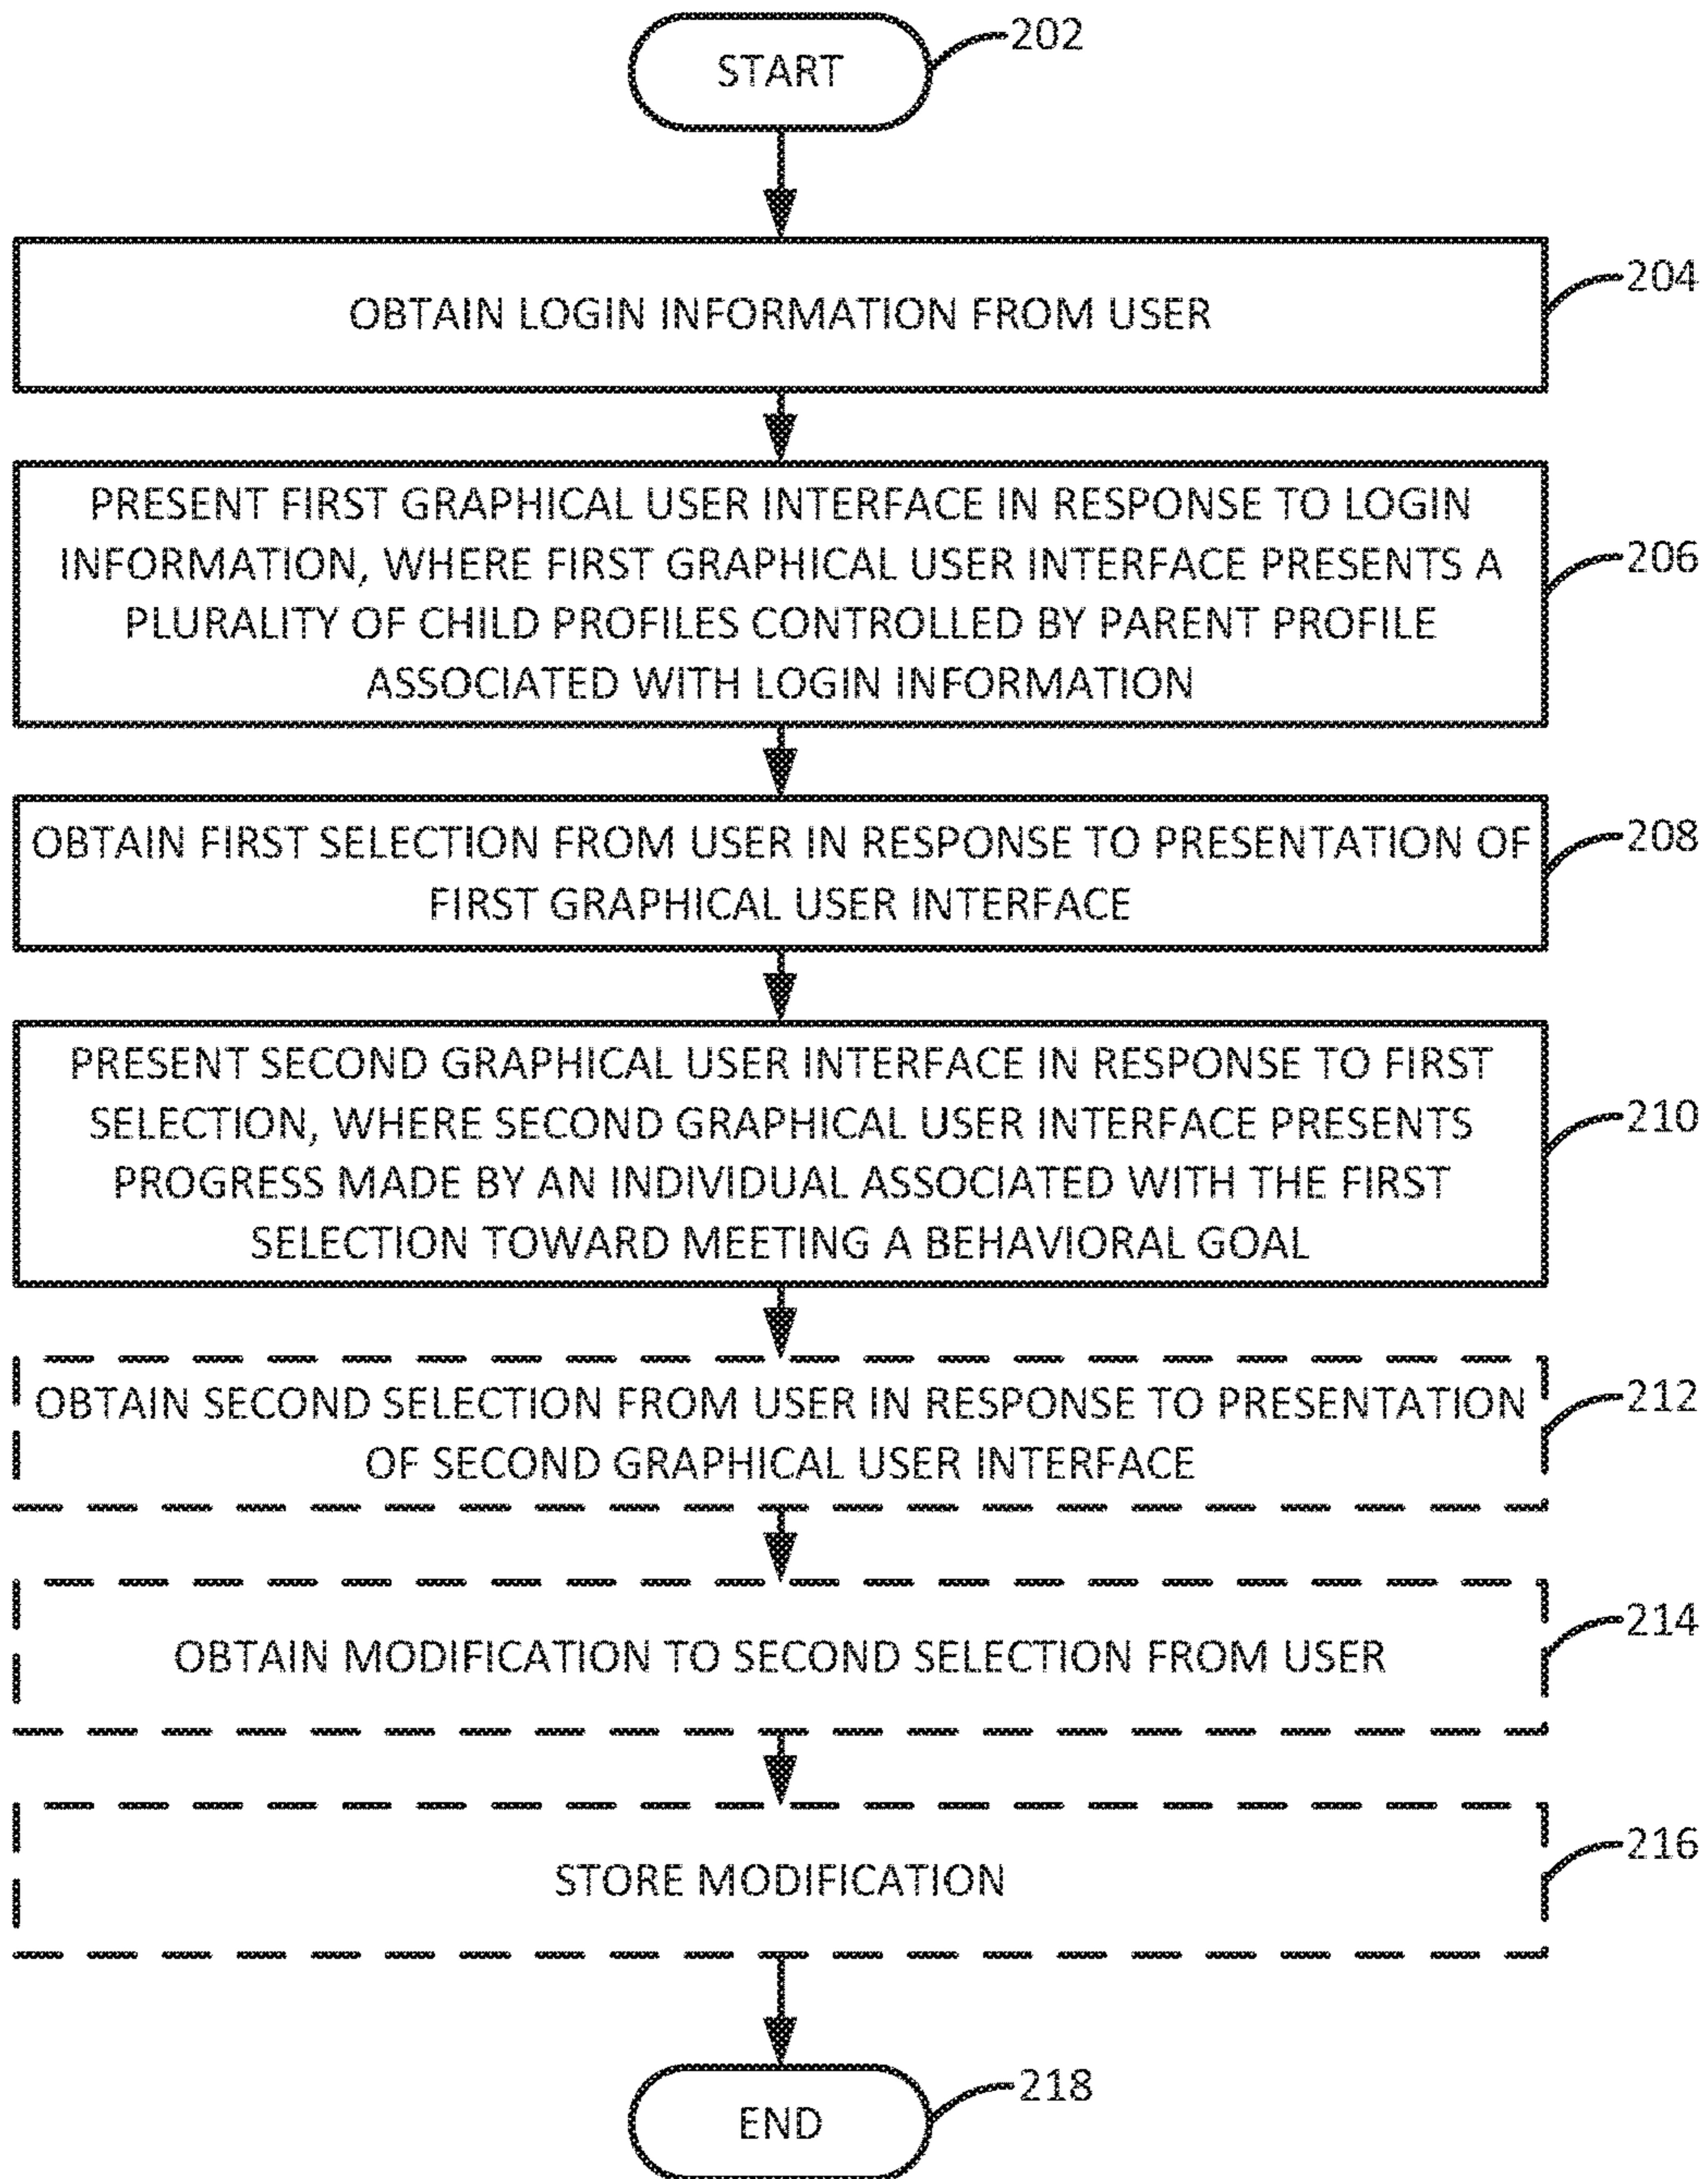 START
202
OBTAIN LOGIN INFORMATION FROM USER
204
PRESENT FIRST GRAPHICAL USER INTERFACE IN RESPONSE TO LOGIN
INFORMATION, WHERE FIRST GRAPHICAL USER INTERFACE PRESENTS A
PLURALITY OF CHILD PROFILES CONTROLLED BY PARENT PROFILE
ASSOCIATED WITH LOGIN INFORMATION
206
OBTAIN FIRST SELECTION FROM USER IN RESPONSE TO PRESENTATION OF
FIRST GRAPHICAL USER INTERFACE
208
PRESENT SECOND GRAPHICAL USER INTERFACE IN RESPONSE TO FIRST
SELECTION, WHERE SECOND GRAPHICAL USER INTERFACE PRESENTS
PROGRESS MADE BY AN INDIVIDUAL ASSOCIATED WITH THE FIRST
SELECTION TOWARD MEETING A BEHAVIORAL GOAL
210
OBTAIN SECOND SELECTION FROM USER IN RESPONSE TO PRESENTATION
OF SECOND GRAPHICAL USER INTERFACE
212
OBTAIN MODIFICATION TO SECOND SELECTION FROM USER
214
STORE MODIFICATION
216
END
218